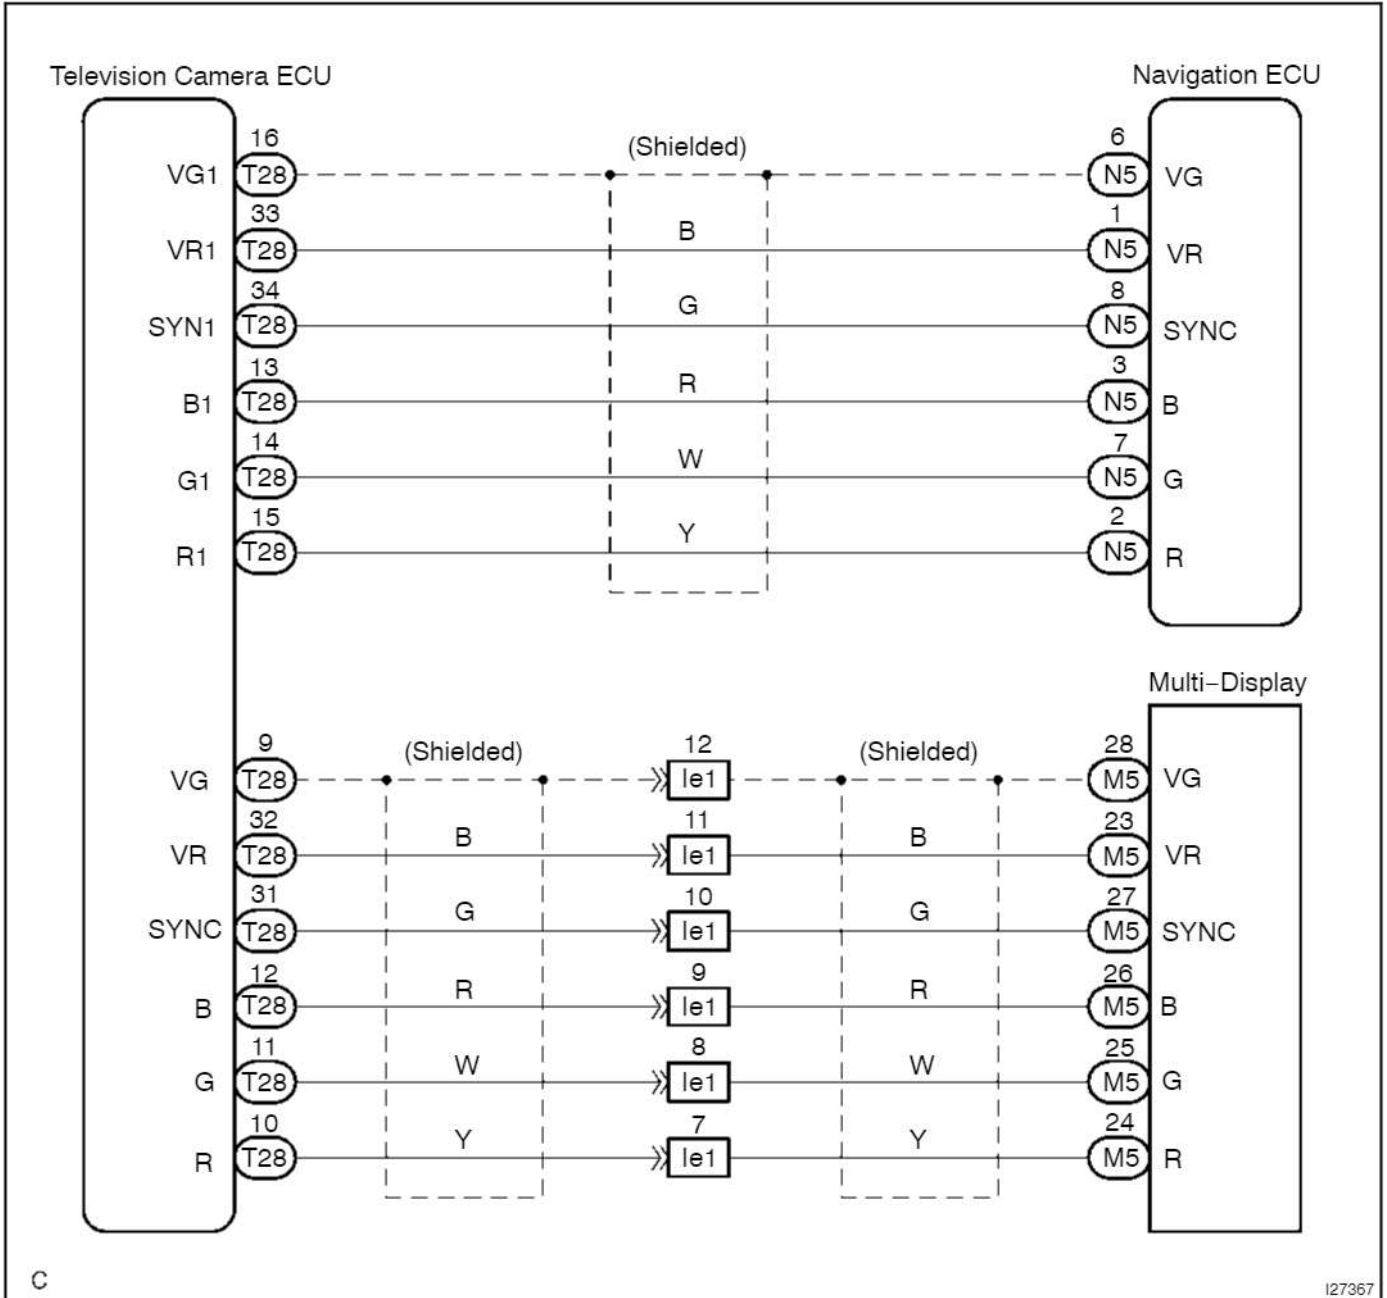 Television Camera ECU
Navigation ECU
16 (Shielded) 6
VG1 T28 N5 VG
33 B 1
VR1 T28 N5 VR
34 G 8
SYN1 T28 N5 SYNC
13 R 3
B1 T28 N5 B
14 W 7
G1 T28 N5 G
15 Y 2
R1 T28 N5 R
Multi-Display
9 (Shielded) 12 (Shielded) 28
VG T28 Ie1 M5 VG
32 B 11 B 23
VR T28 Ie1 M5 VR
31 G 10 G 27
SYNC T28 Ie1 M5 SYNC
12 R 9 R 26
B T28 Ie1 M5 B
11 W 8 W 25
G T28 Ie1 M5 G
10 Y 7 Y 24
R T28 Ie1 M5 R
C
I27367